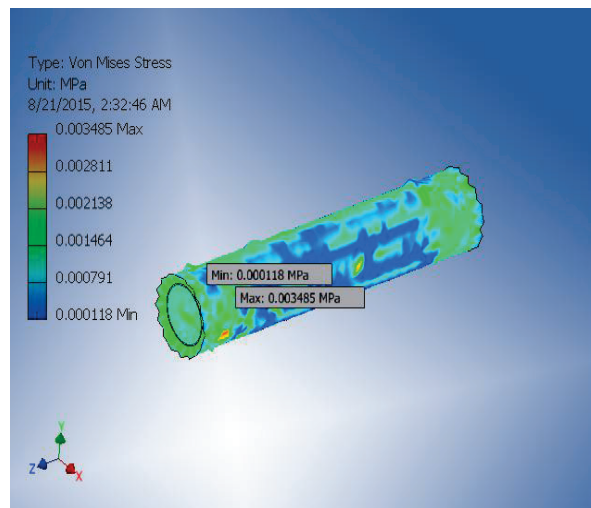 Type: Von Mises Stress
Unit: MPa
8/21/2015, 2:32:46 AM
0.003485 Max
0.002811
0.002138
0.001464
0.000791
0.000118 Min
Min: 0.000118 MPa
Max: 0.003485 MPa
Y
Z
X